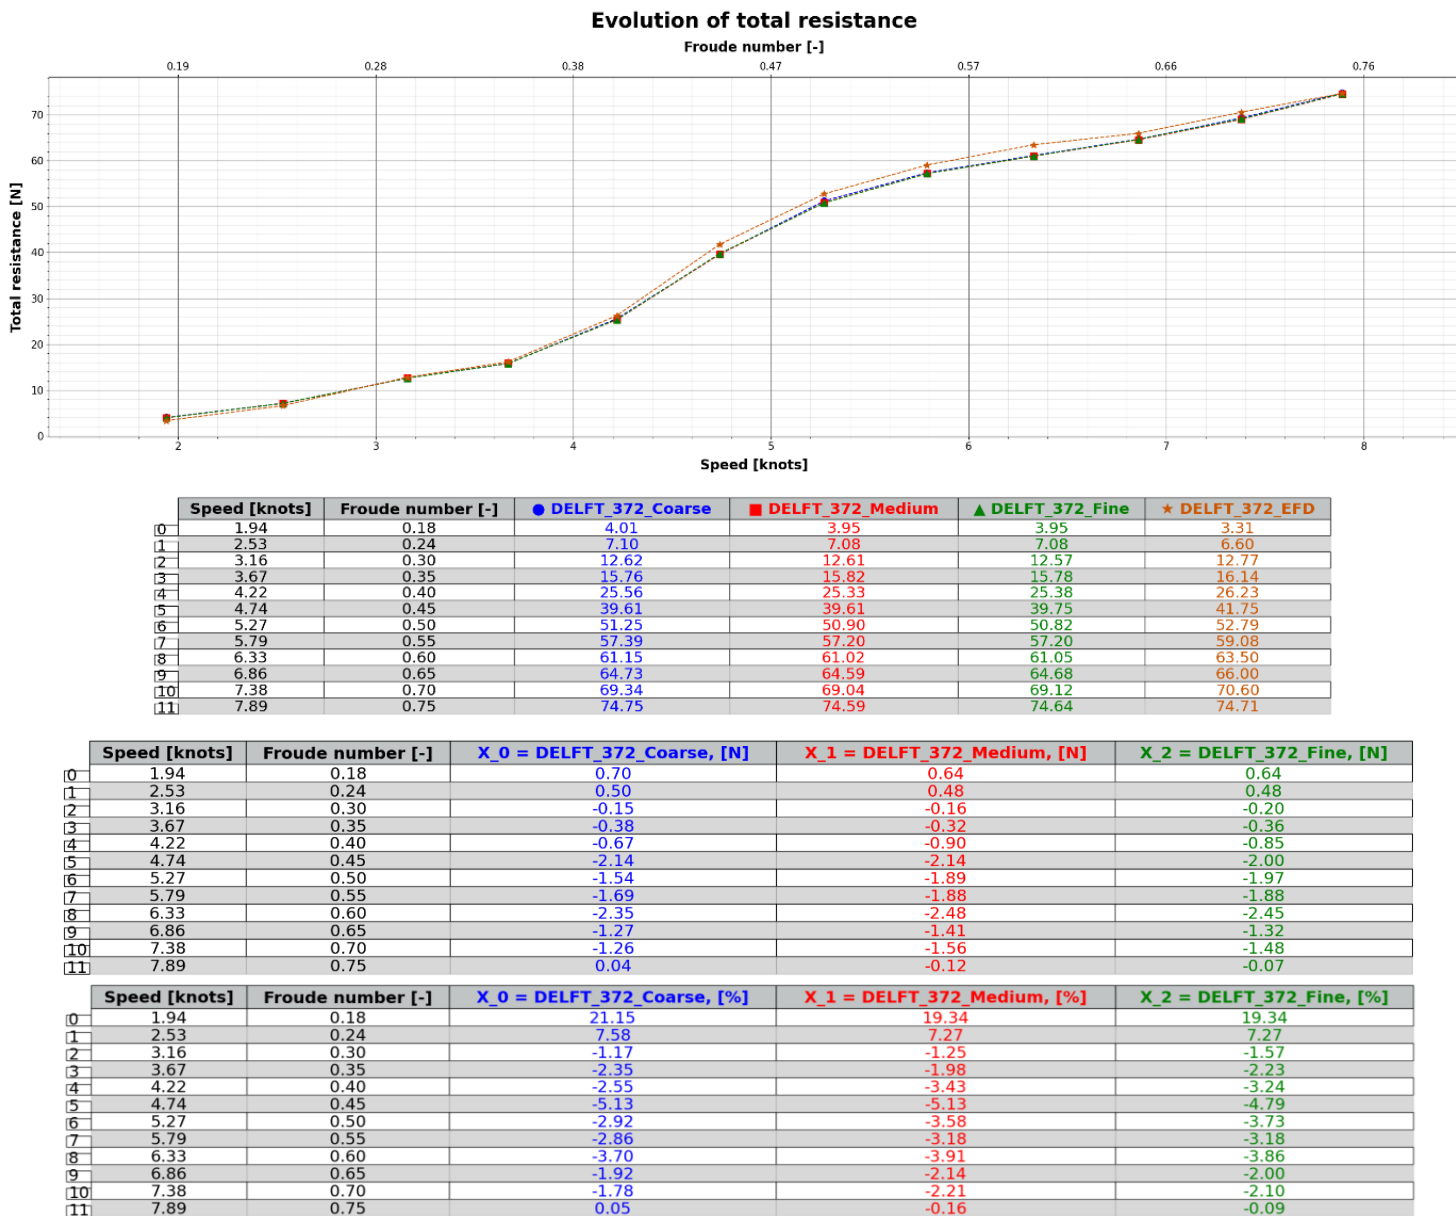 Evolution of total resistance
Froude number [-]
0.19 0.28 0.38 0.47 0.57 0.66 0.76
70
60
50
40
30
20
10
0
Total resistance [N]
2 3 4 5 6 7 8
Speed [knots]
Speed [knots] Froude number [-] ● DELFT_372_Coarse ■ DELFT_372_Medium ▲ DELFT_372_Fine ★ DELFT_372_EFD
0 1.94 0.18 4.01 3.95 3.95 3.31
1 2.53 0.24 7.10 7.08 7.08 6.60
2 3.16 0.30 12.62 12.61 12.57 12.77
3 3.67 0.35 15.76 15.82 15.78 16.14
4 4.22 0.40 25.56 25.33 25.38 26.23
5 4.74 0.45 39.61 39.61 39.75 41.75
6 5.27 0.50 51.25 50.90 50.82 52.79
7 5.79 0.55 57.39 57.20 57.20 59.08
8 6.33 0.60 61.15 61.02 61.05 63.50
9 6.86 0.65 64.73 64.59 64.68 66.00
10 7.38 0.70 69.34 69.04 69.12 70.60
11 7.89 0.75 74.75 74.59 74.64 74.71
Speed [knots] Froude number [-] X_0 = DELFT_372_Coarse, [N] X_1 = DELFT_372_Medium, [N] X_2 = DELFT_372_Fine, [N]
0 1.94 0.18 0.70 0.64 0.64
1 2.53 0.24 0.50 0.48 0.48
2 3.16 0.30 -0.15 -0.16 -0.20
3 3.67 0.35 -0.38 -0.32 -0.36
4 4.22 0.40 -0.67 -0.90 -0.85
5 4.74 0.45 -2.14 -2.14 -2.00
6 5.27 0.50 -1.54 -1.89 -1.97
7 5.79 0.55 -1.69 -1.88 -1.88
8 6.33 0.60 -2.35 -2.48 -2.45
9 6.86 0.65 -1.27 -1.41 -1.32
10 7.38 0.70 -1.26 -1.56 -1.48
11 7.89 0.75 0.04 -0.12 -0.07
Speed [knots] Froude number [-] X_0 = DELFT_372_Coarse, [%] X_1 = DELFT_372_Medium, [%] X_2 = DELFT_372_Fine, [%]
0 1.94 0.18 21.15 19.34 19.34
1 2.53 0.24 7.58 7.27 7.27
2 3.16 0.30 -1.17 -1.25 -1.57
3 3.67 0.35 -2.35 -1.98 -2.23
4 4.22 0.40 -2.55 -3.43 -3.24
5 4.74 0.45 -5.13 -5.13 -4.79
6 5.27 0.50 -2.92 -3.58 -3.73
7 5.79 0.55 -2.86 -3.18 -3.18
8 6.33 0.60 -3.70 -3.91 -3.86
9 6.86 0.65 -1.92 -2.14 -2.00
10 7.38 0.70 -1.78 -2.21 -2.10
11 7.89 0.75 0.05 -0.16 -0.09